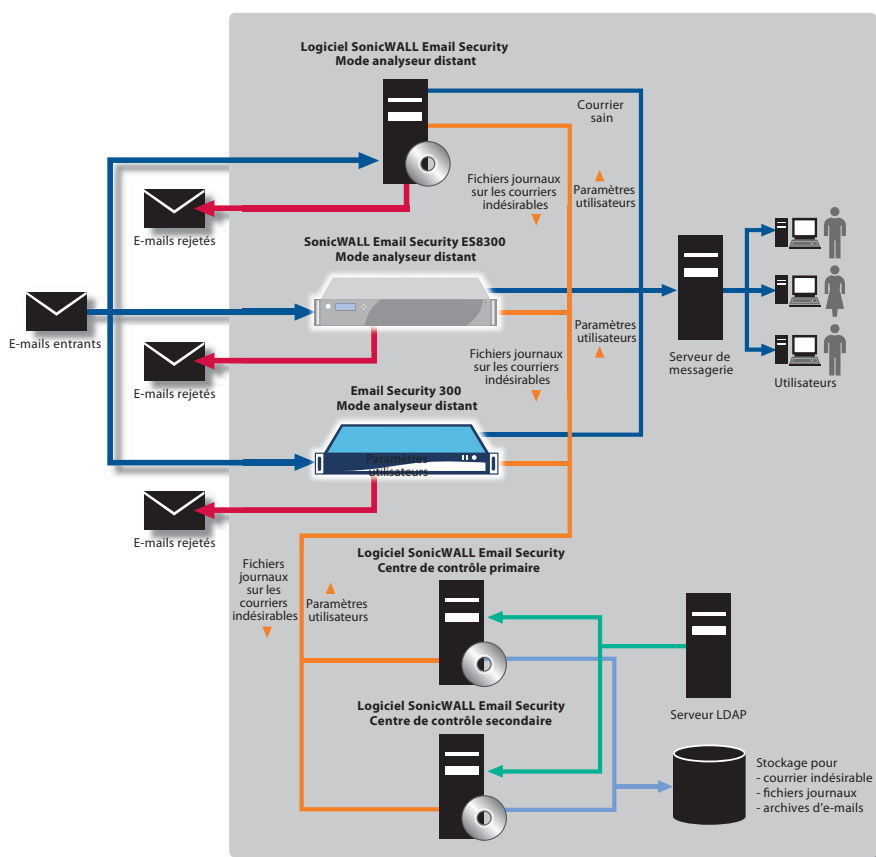 Logiciel SonicWALL Email Security
Mode analyseur distant
Courrier
sain
Fichiers journaux
sur les courriers
indésirables
Paramètres
utilisateurs
E-mails rejetés
SonicWALL Email Security ES8300
Mode analyseur distant
E-mails entrants
Paramètres
utilisateurs
Serveur de
messagerie
Utilisateurs
Fichiers journaux
sur les courriers
indésirables
E-mails rejetés
Email Security 300
Mode analyseur distant
Paramètres
utilisateurs
E-mails rejetés
Logiciel SonicWALL Email Security
Centre de contrôle primaire
Fichiers
journaux
sur les
courriers
indésirables
Paramètres
utilisateurs
Logiciel SonicWALL Email Security
Centre de contrôle secondaire
Serveur LDAP
Stockage pour
- courrier indésirable
- fichiers journaux
- archives d'e-mails